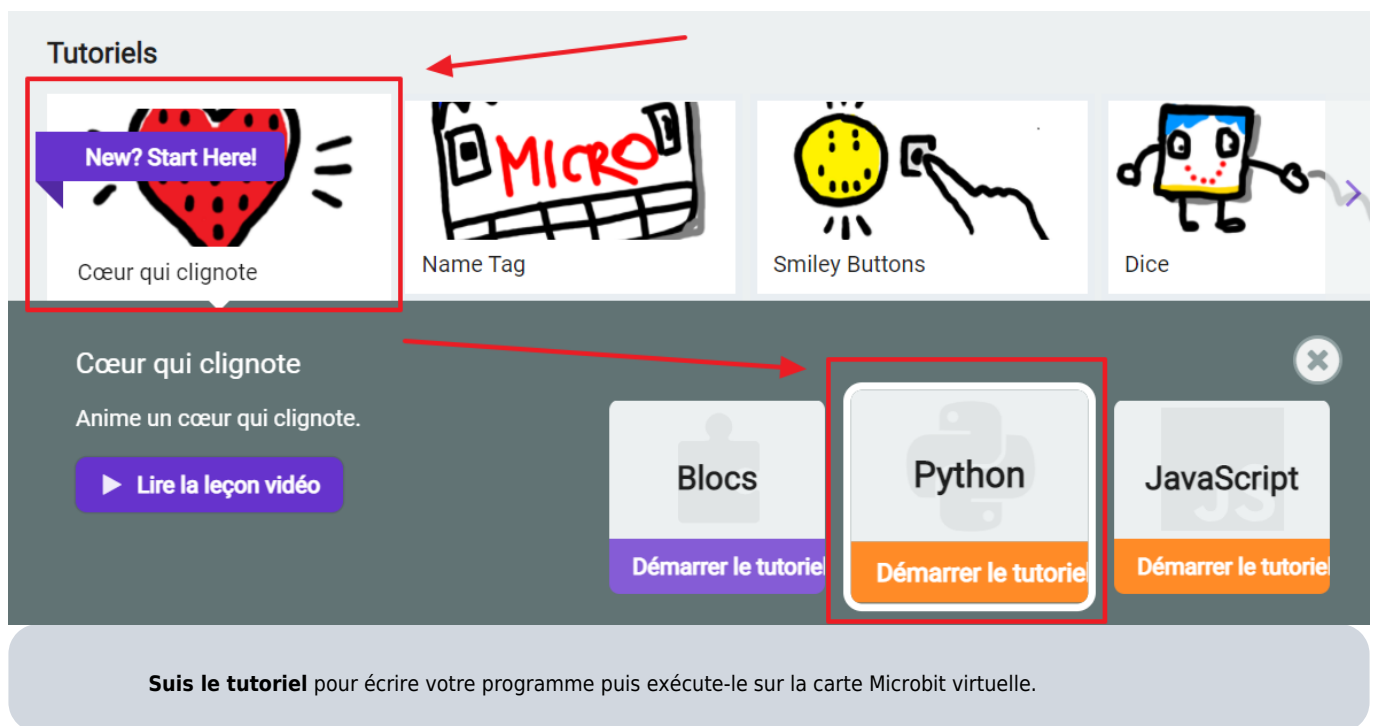 Tutoriels
New? Start Here!
MICRO
Cœur qui clignote
Name Tag
Smiley Buttons
Dice
Cœur qui clignote
Anime un cœur qui clignote.
Lire la leçon vidéo
Blocs
Python
JavaScript
JS
Démarrer le tutoriel
Démarrer le tutoriel
Démarrer le tutoriel
Suis le tutoriel pour écrire votre programme puis exécute-le sur la carte Microbit virtuelle.